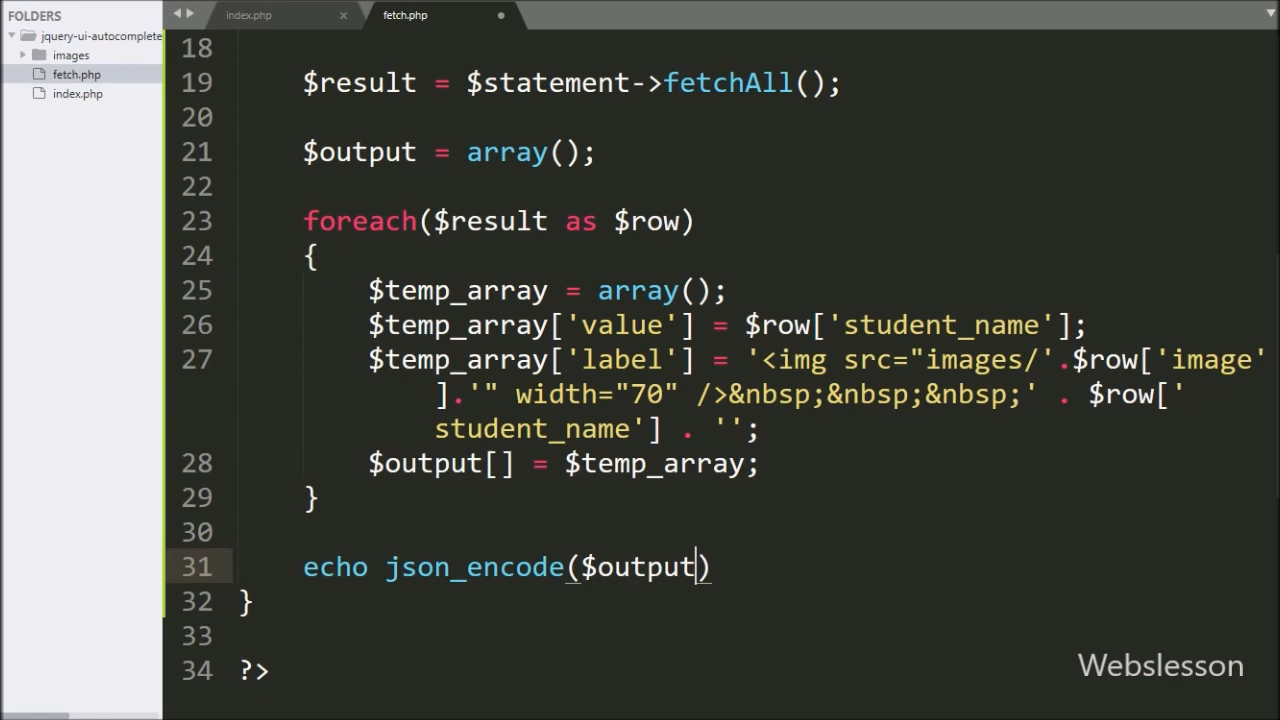 FOLDERS
jquery-ui-autocomplete
images
fetch.php
index.php
index.php × fetch.php
18
19 $result = $statement->fetchAll();
20
21 $output = array();
22
23 foreach($result as $row)
24 {
25 $temp_array = array();
26 $temp_array['value'] = $row['student_name'];
27 $temp_array['label'] = '<img src="images/'.$row['image'
].'" width="70" />&nbsp;&nbsp;&nbsp;' . $row['
student_name'] . '';
28 $output[] = $temp_array;
29 }
30
31 echo json_encode($output)
32 }
33
34 ?>
Webslesson